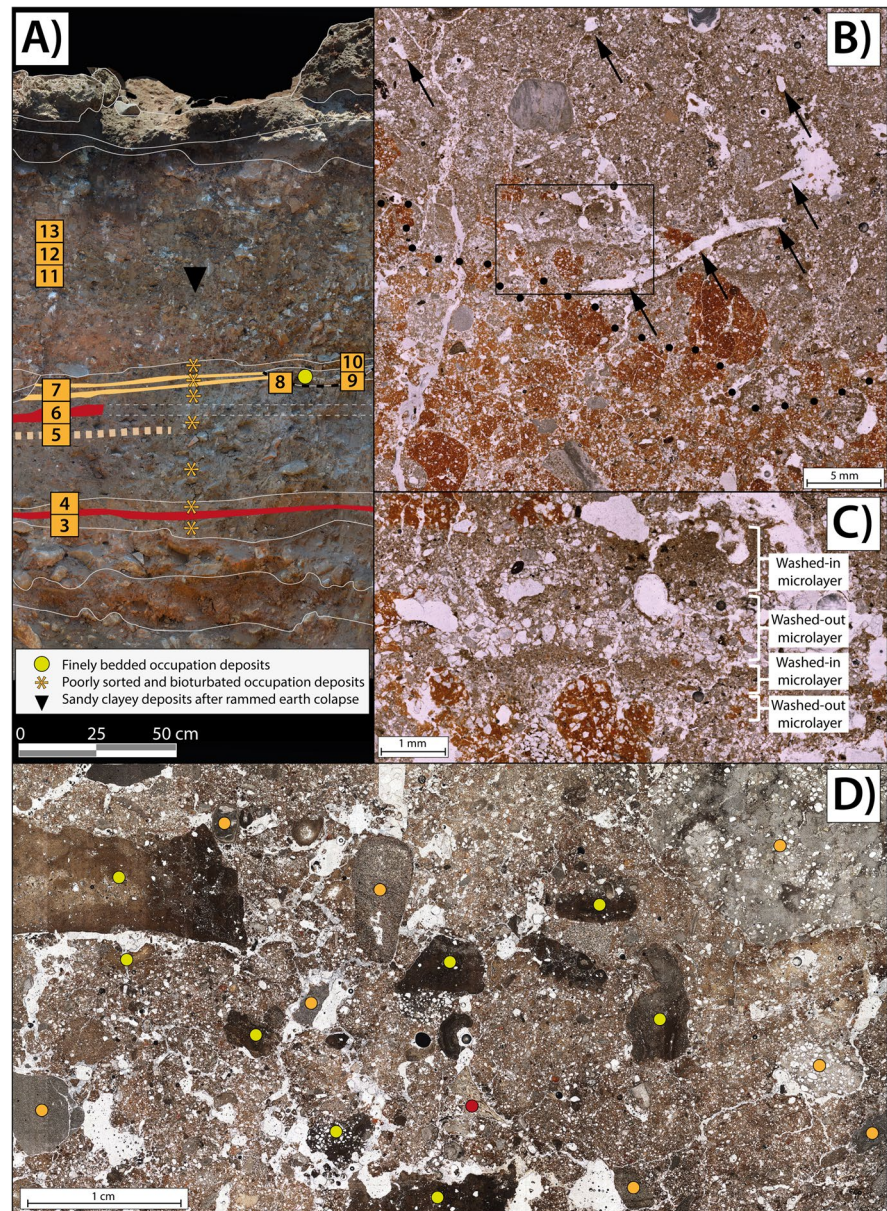 A)
13
12
11
10
9
8
7
6
5
4
3
Finely bedded occupation deposits
Poorly sorted and bioturbated occupation deposits
Sandy clayey deposits after rammed earth colapse
0 25 50 cm
B)
5 mm
C)
Washed-in
microlayer
Washed-out
microlayer
Washed-in
microlayer
Washed-out
microlayer
1 mm
D)
1 cm